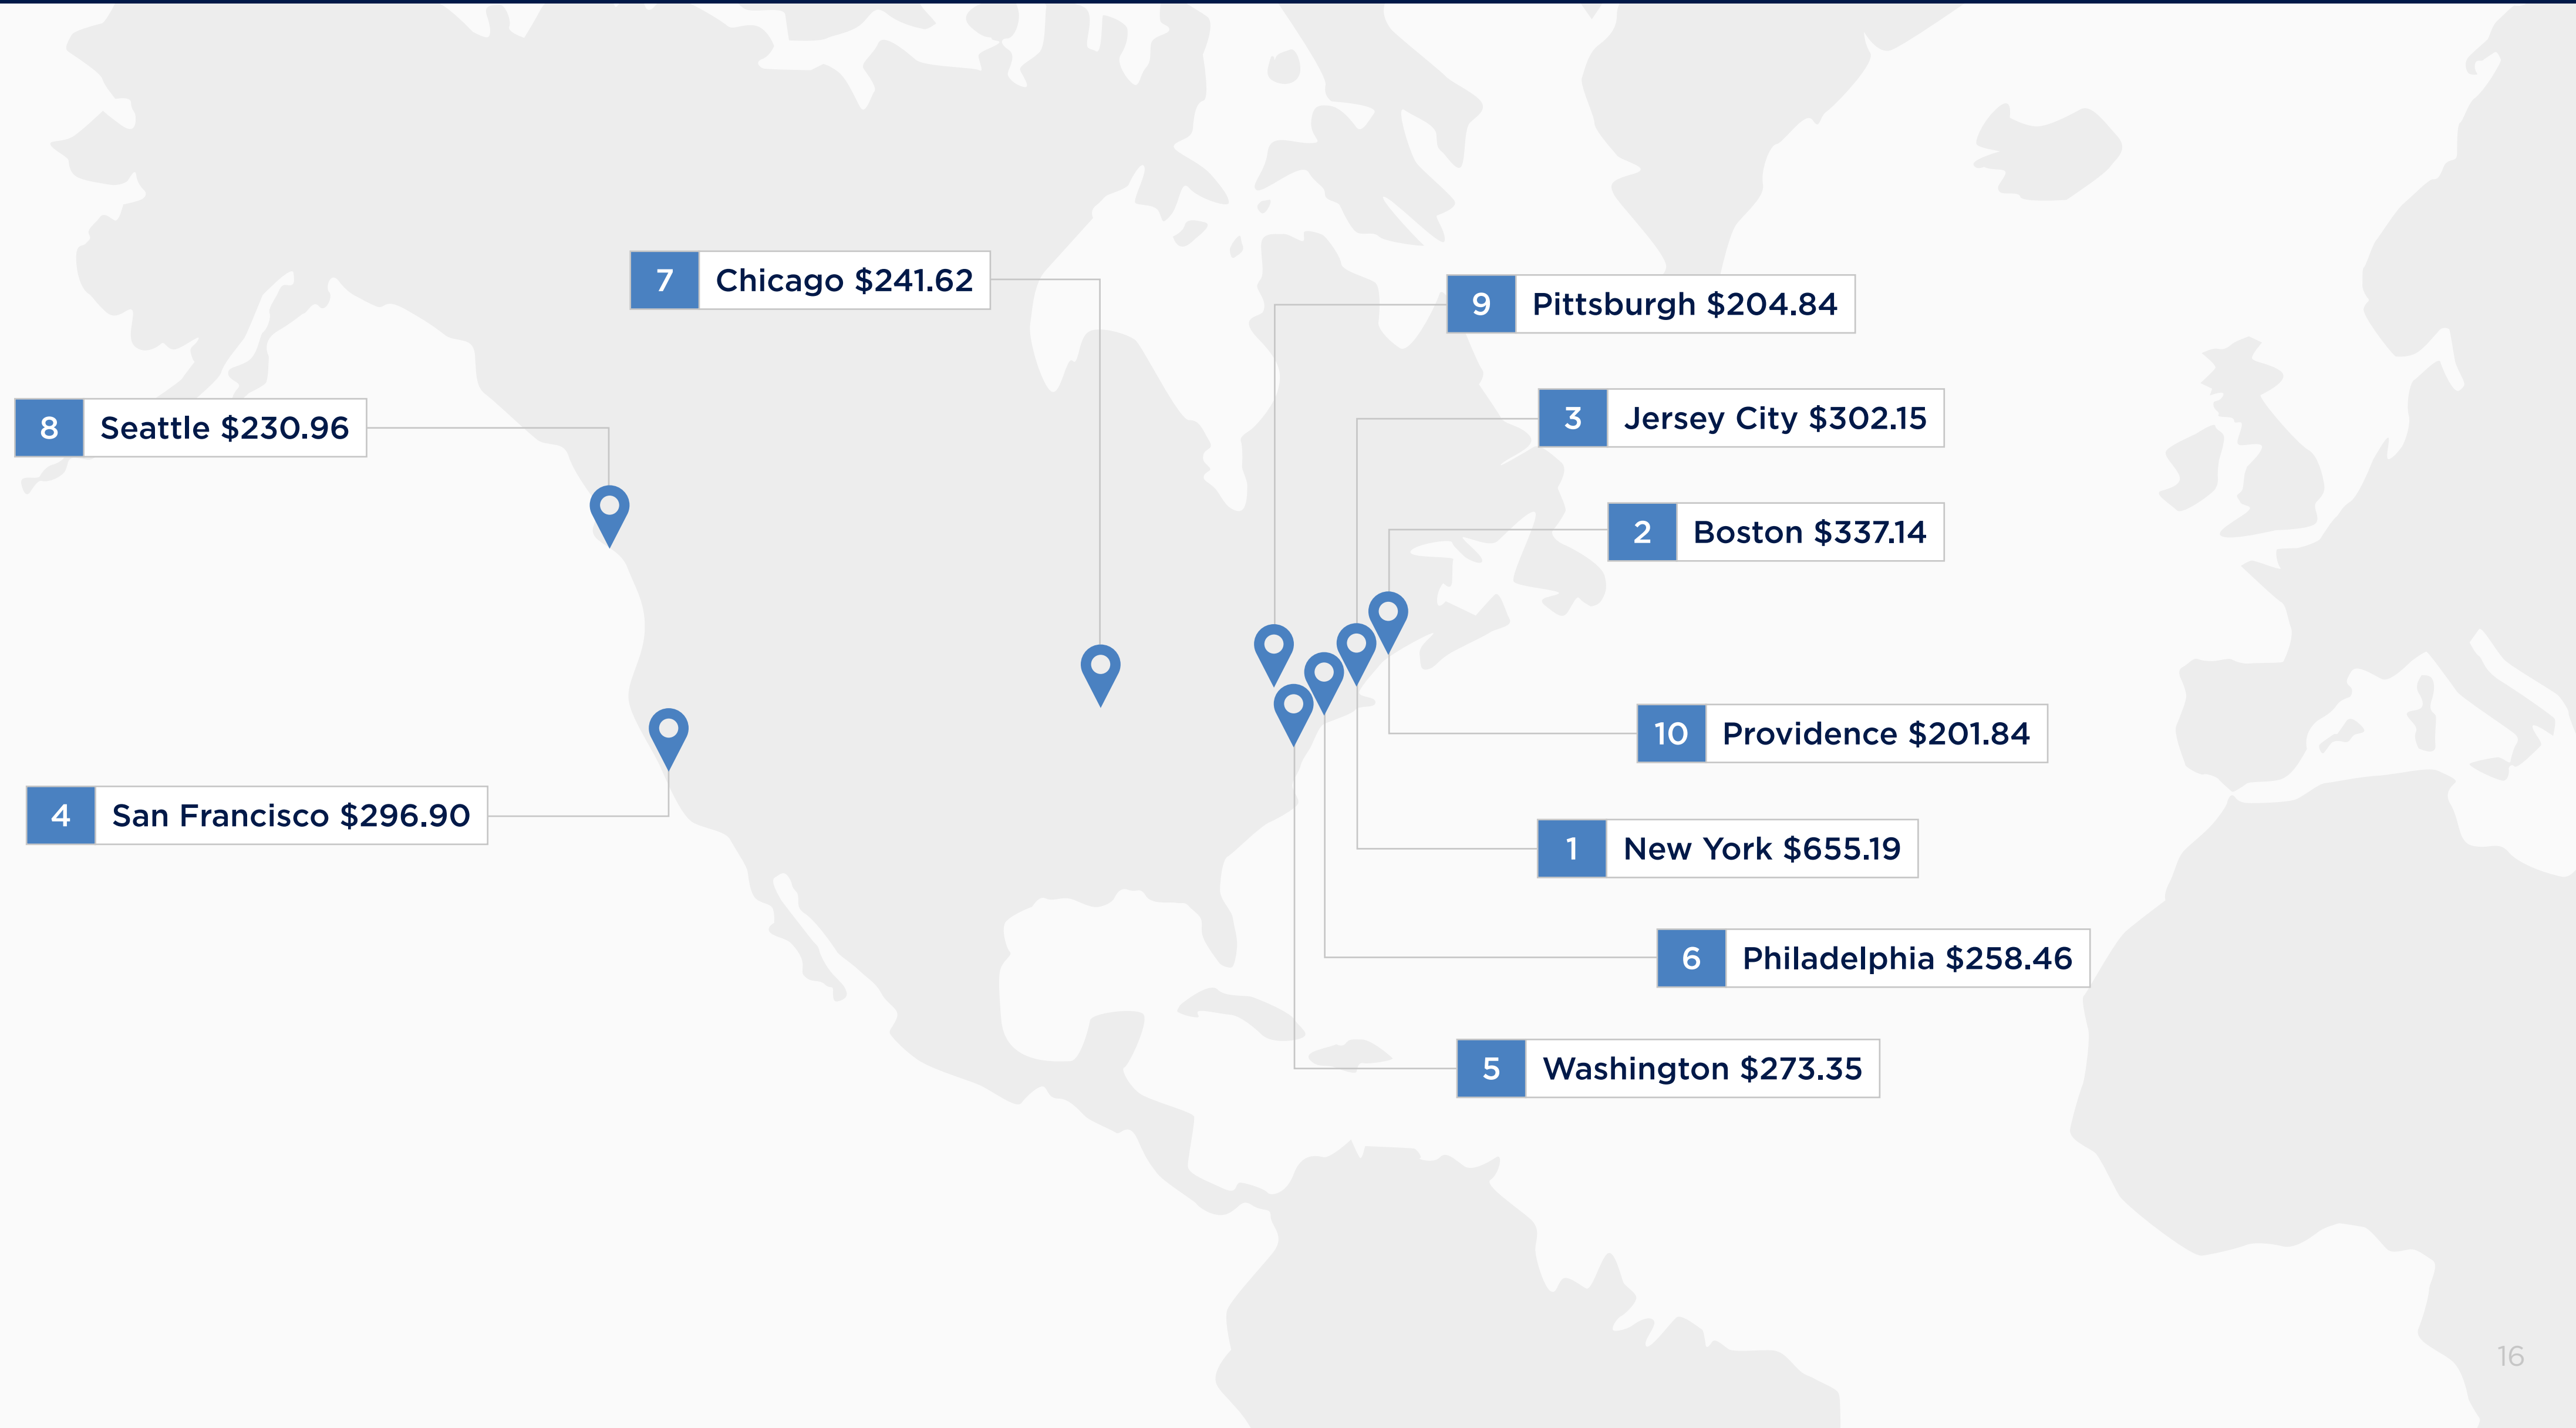 7 Chicago $241.62
9 Pittsburgh $204.84
3 Jersey City $302.15
8 Seattle $230.96
2 Boston $337.14
10 Providence $201.84
4 San Francisco $296.90
1 New York $655.19
6 Philadelphia $258.46
5 Washington $273.35
16